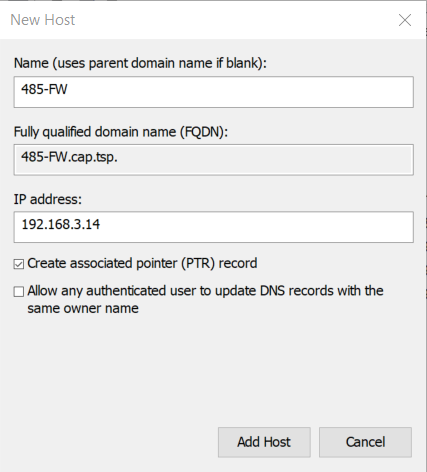 New Host
Name (uses parent domain name if blank):
485-FW
Fully qualified domain name (FQDN):
485-FW.cap.tsp.
IP address:
192.168.3.14
Create associated pointer (PTR) record
Allow any authenticated user to update DNS records with the
same owner name
Add Host
Cancel